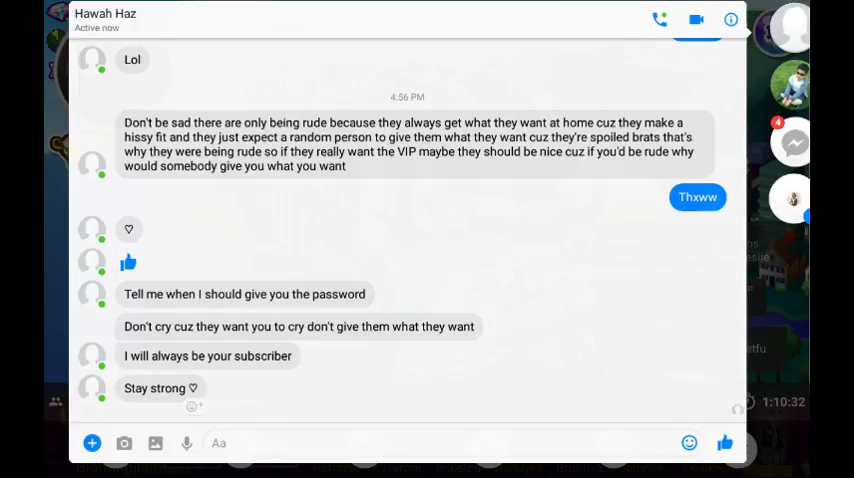 Hawah Haz
Active now
Lol
4:56 PM
Don't be sad there are only being rude because they always get what they want at home cuz they make a
hissy fit and they just expect a random person to give them what they want cuz they're spoiled brats that's
why they were being rude so if they really want the VIP maybe they should be nice cuz if you'd be rude why
would somebody give you what you want
Thxww
♡
4
Tell me when I should give you the password
Don't cry cuz they want you to cry don't give them what they want
I will always be your subscriber
Stay strong ♡
1:10:32
Aa